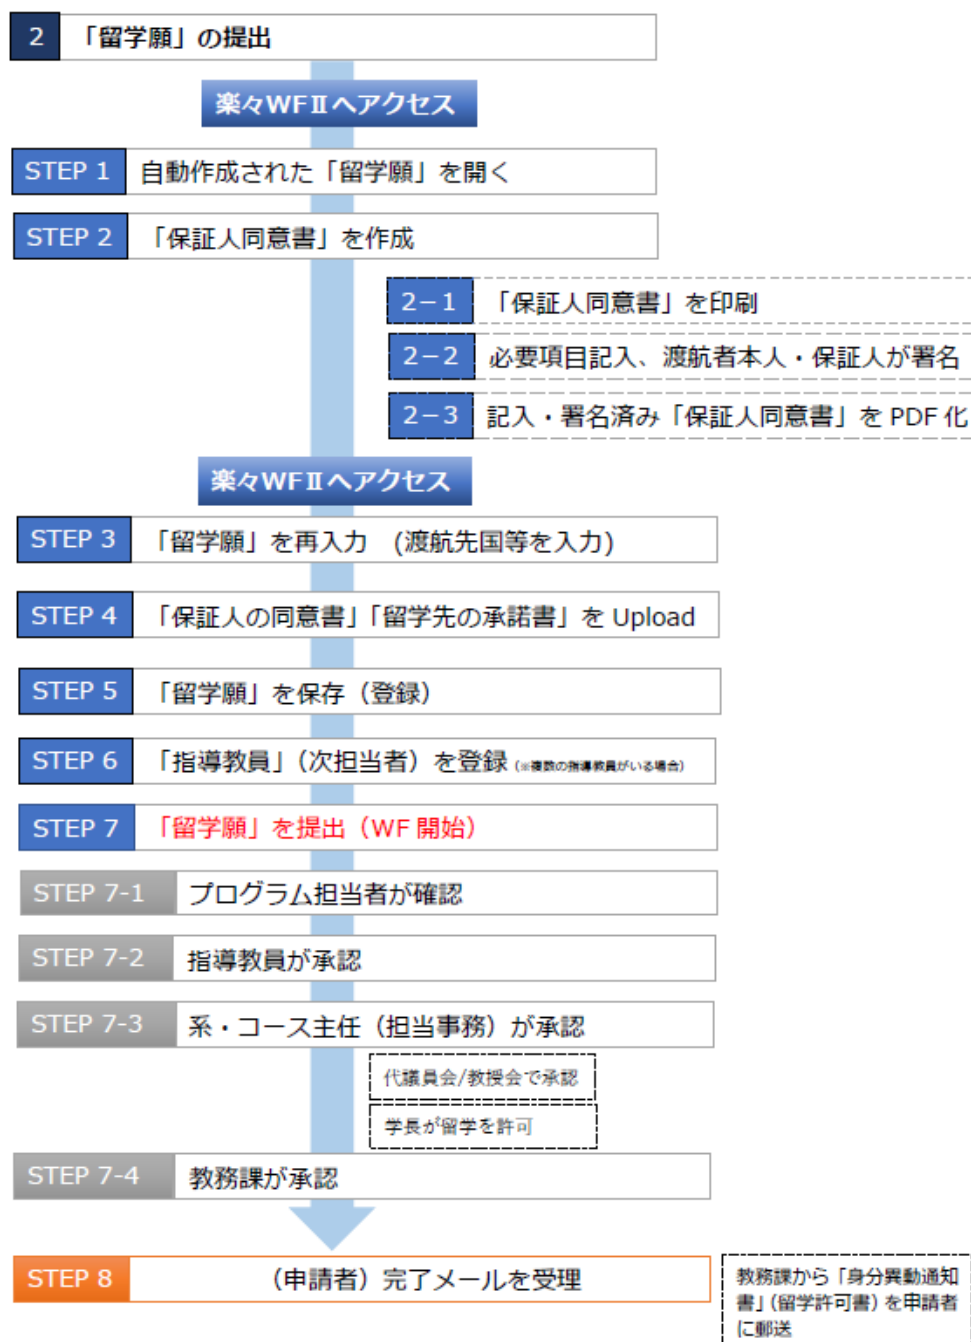 2 「留学願」の提出
楽々WFⅡへアクセス
STEP 1 自動作成された「留学願」を開く
STEP 2 「保証人同意書」を作成
2－1 「保証人同意書」を印刷
2－2 必要項目記入、渡航者本人・保証人が署名
2－3 記入・署名済み「保証人同意書」を PDF 化
楽々WFⅡへアクセス
STEP 3 「留学願」を再入力 (渡航先国等を入力)
STEP 4 「保証人の同意書」「留学先の承諾書」を Upload
STEP 5 「留学願」を保存（登録）
STEP 6 「指導教員」（次担当者）を登録（※複数の指導教員がいる場合）
STEP 7 「留学願」を提出（WF 開始）
STEP 7-1 プログラム担当者が確認
STEP 7-2 指導教員が承認
STEP 7-3 系・コース主任（担当事務）が承認
代議員会/教授会で承認
学長が留学を許可
STEP 7-4 教務課が承認
STEP 8 （申請者）完了メールを受理
教務課から「身分異動通知
書」（留学許可書）を申請者
に郵送